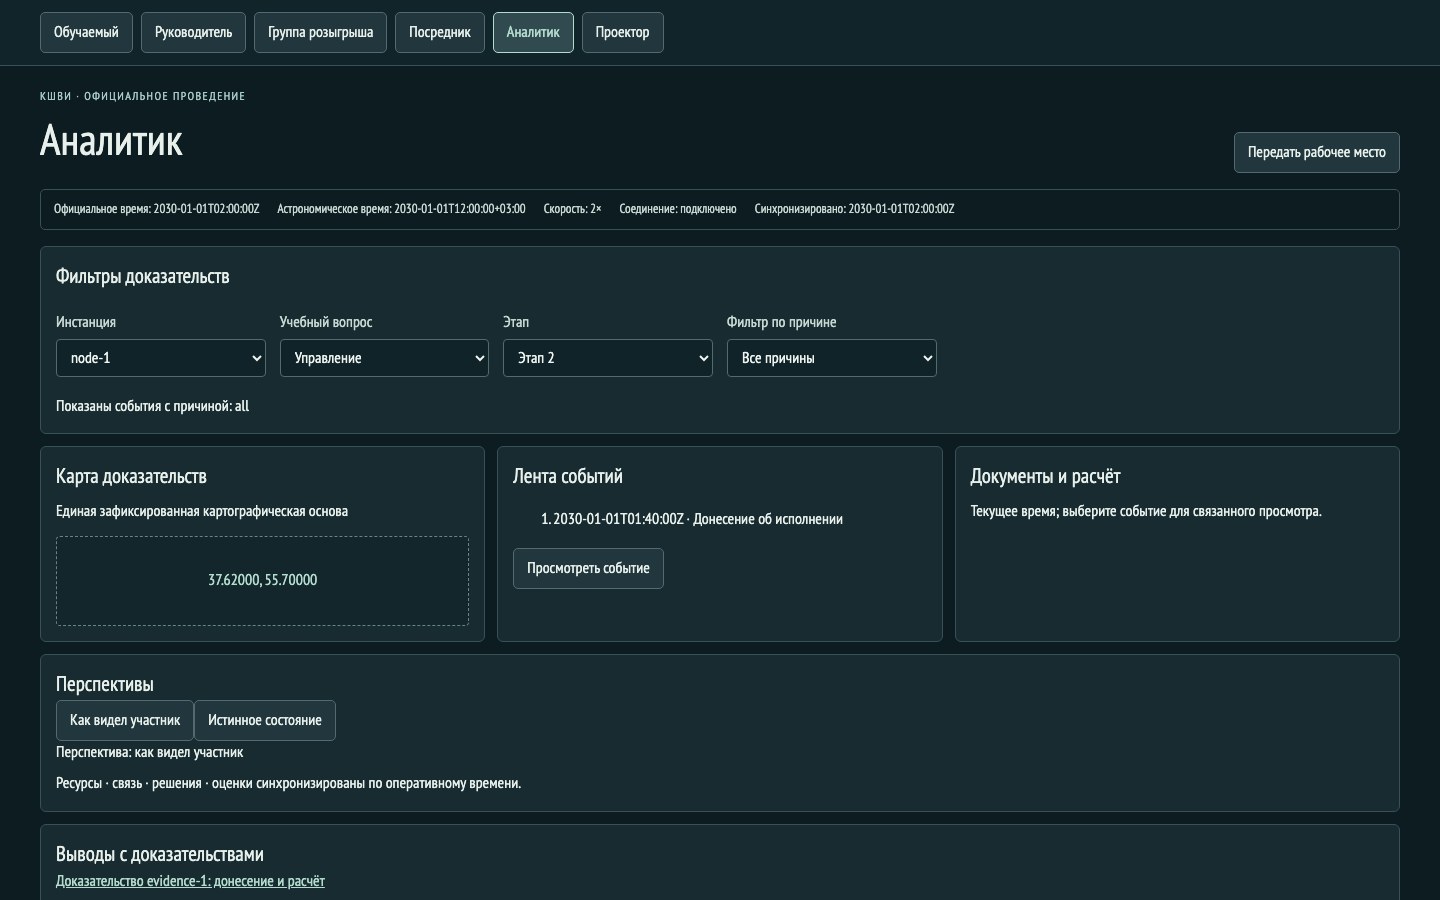 Обучаемый Руководитель Группа розыгрыша Посредник Аналитик Проектор
КШВИ · ОФИЦИАЛЬНОЕ ПРОВЕДЕНИЕ
Аналитик
Передать рабочее место
Официальное время: 2030-01-01T02:00:00Z Астрономическое время: 2030-01-01T12:00:00+03:00 Скорость: 2× Соединение: подключено Синхронизировано: 2030-01-01T02:00:00Z
Фильтры доказательств
Инстанция Учебный вопрос Этап Фильтр по причине
node-1 Управление Этап 2 Все причины
Показаны события с причиной: all
Карта доказательств
Единая зафиксированная картографическая основа
37.62000, 55.70000
Лента событий
1. 2030-01-01T01:40:00Z · Донесение об исполнении
Просмотреть событие
Документы и расчёт
Текущее время; выберите событие для связанного просмотра.
Перспективы
Как видел участник Истинное состояние
Перспектива: как видел участник
Ресурсы · связь · решения · оценки синхронизированы по оперативному времени.
Выводы с доказательствами
Доказательство evidence-1: донесение и расчёт